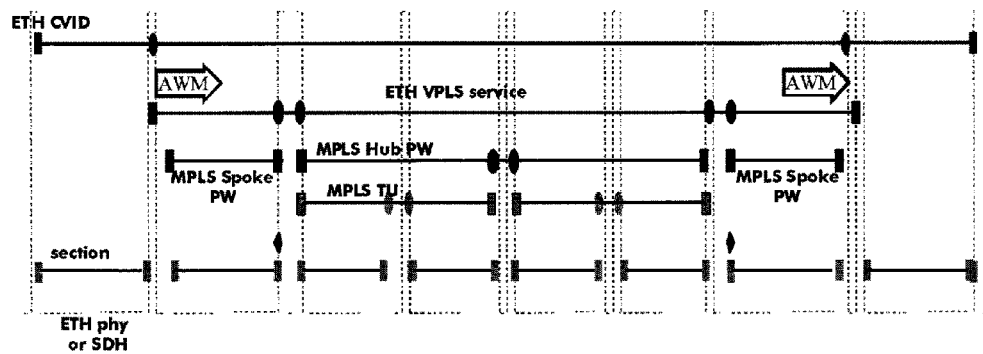 ETH CVID
AWM
AWM
ETH VPLS service
MPLS Hub PW
MPLS Spoke
PW
MPLS Spoke
PW
MPLS TU
section
ETH phy
or SDH